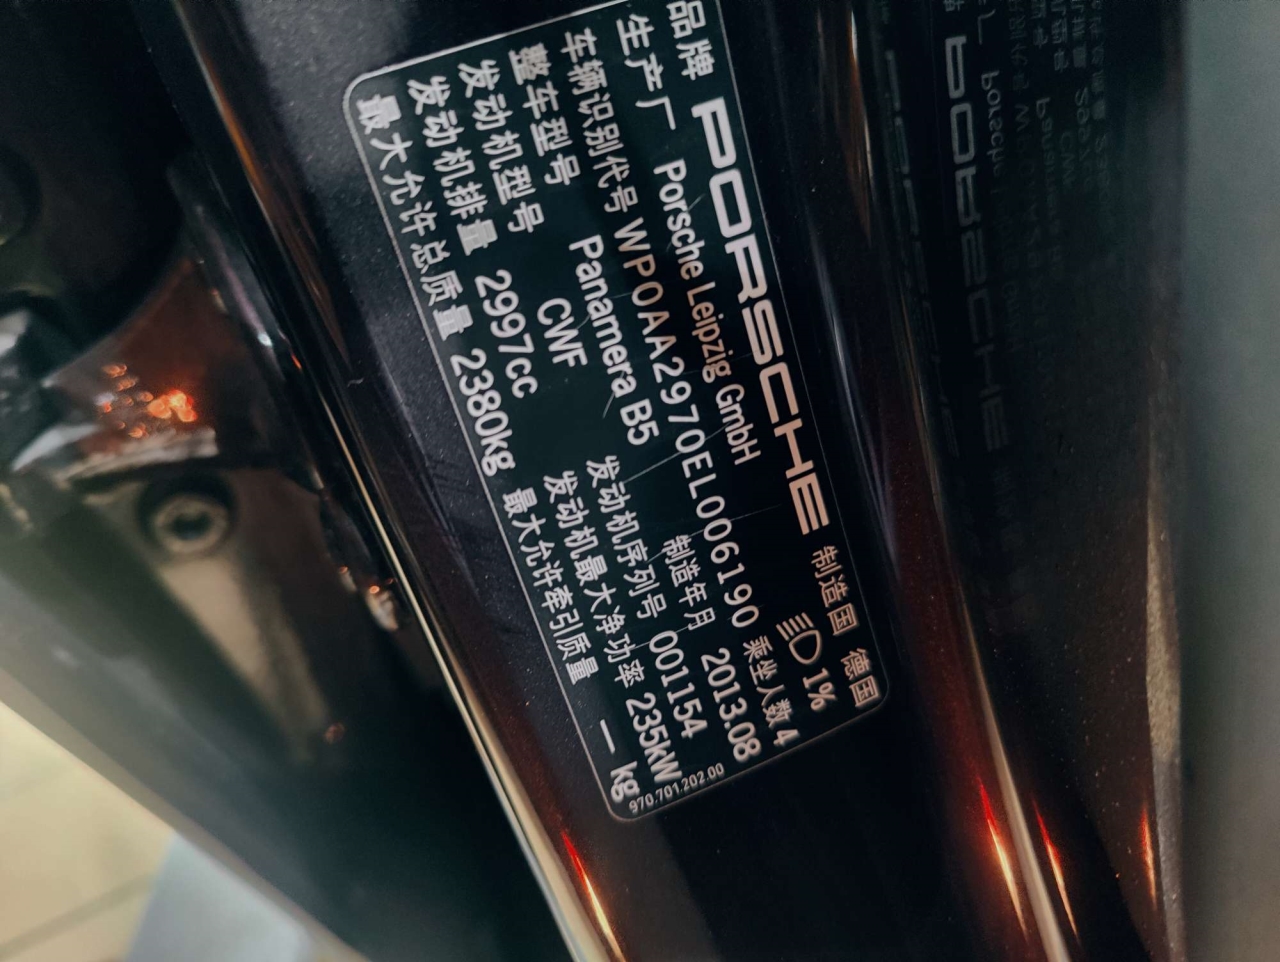 品牌 PORSCHE 制造国 德国
生产厂 Porsche Leipzig GmbH 1%
车辆识别代号 WP0AA2970EL006190 乘坐人数 4
整车型号 Panamera B5 制造年月 2013.08
发动机型号 CWF 发动机序列号 001154
发动机排量 2997cc 发动机最大净功率 235kW
最大允许总质量 2380kg 最大允许牵引质量 — kg
970.701.202.00